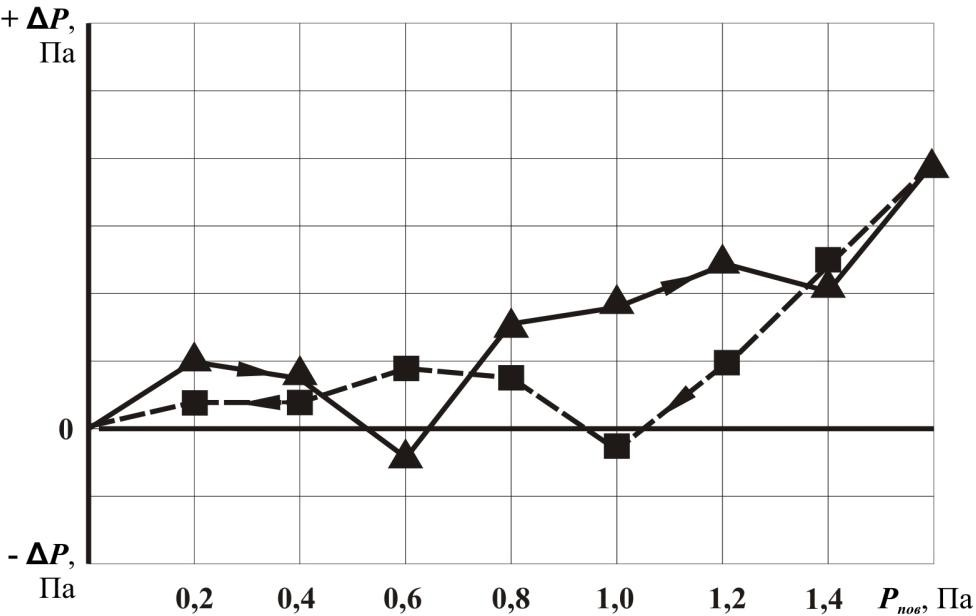 + ΔP,
Па
0
- ΔP,
Па
0,2 0,4 0,6 0,8 1,0 1,2 1,4 Pпов, Па